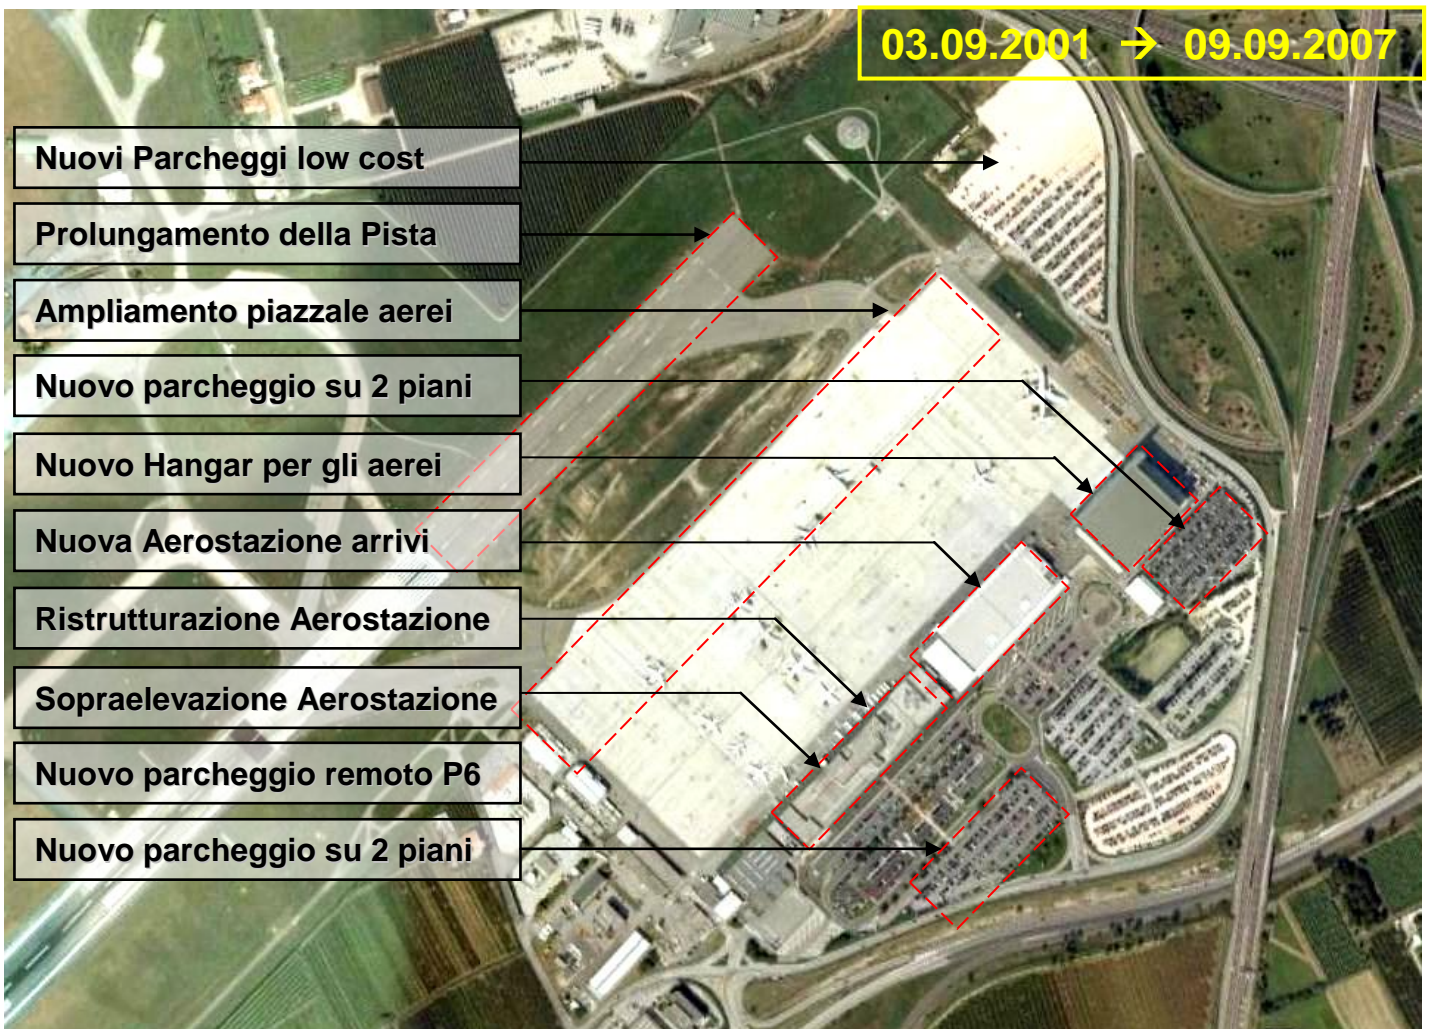 03.09.2001 → 09.09.2007
Nuovi Parcheggi low cost
Prolungamento della Pista
Ampliamento piazzale aerei
Nuovo parcheggio su 2 piani
Nuovo Hangar per gli aerei
Nuova Aerostazione arrivi
Ristrutturazione Aerostazione
Sopraelevazione Aerostazione
Nuovo parcheggio remoto P6
Nuovo parcheggio su 2 piani